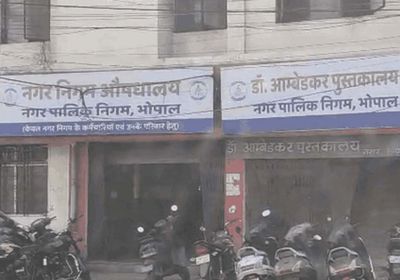 नगर निगम औषधालय
नगर पालिक निगम, भोपाल
(केवल नगर निगम के कर्मचारियों एवं उनके परिवार हेतु)
डॉ. आम्बेडकर पुस्तकालय
नगर पालिक निगम, भोपाल
डॉ आम्बेडकर पुस्तकालय